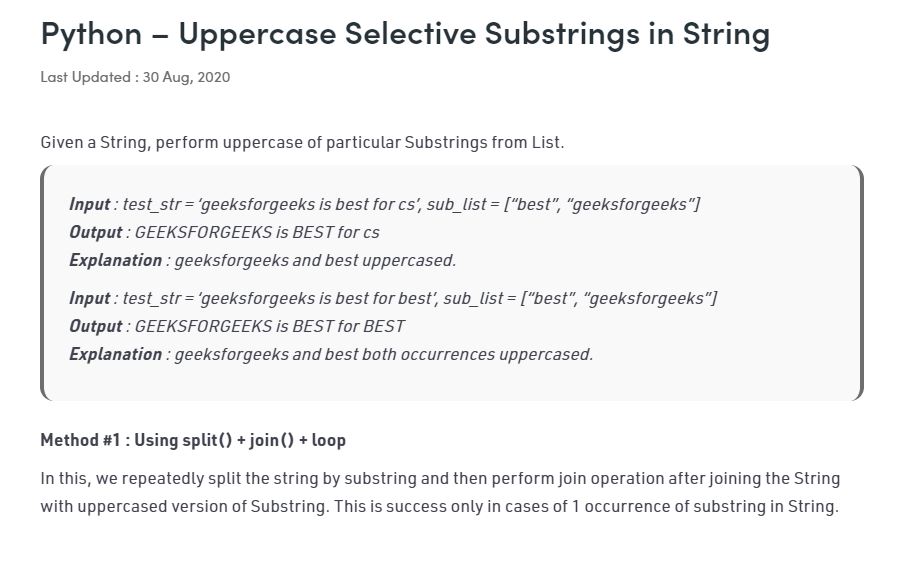 Python – Uppercase Selective Substrings in String
Last Updated : 30 Aug, 2020
Given a String, perform uppercase of particular Substrings from List.
Input : test_str = ‘geeksforgeeks is best for cs’, sub_list = [“best”, “geeksforgeeks”]
Output : GEEKSFORGEEKS is BEST for cs
Explanation : geeksforgeeks and best uppercased.
Input : test_str = ‘geeksforgeeks is best for best’, sub_list = [“best”, “geeksforgeeks”]
Output : GEEKSFORGEEKS is BEST for BEST
Explanation : geeksforgeeks and best both occurrences uppercased.
Method #1 : Using split() + join() + loop
In this, we repeatedly split the string by substring and then perform join operation after joining the String
with uppercased version of Substring. This is success only in cases of 1 occurrence of substring in String.